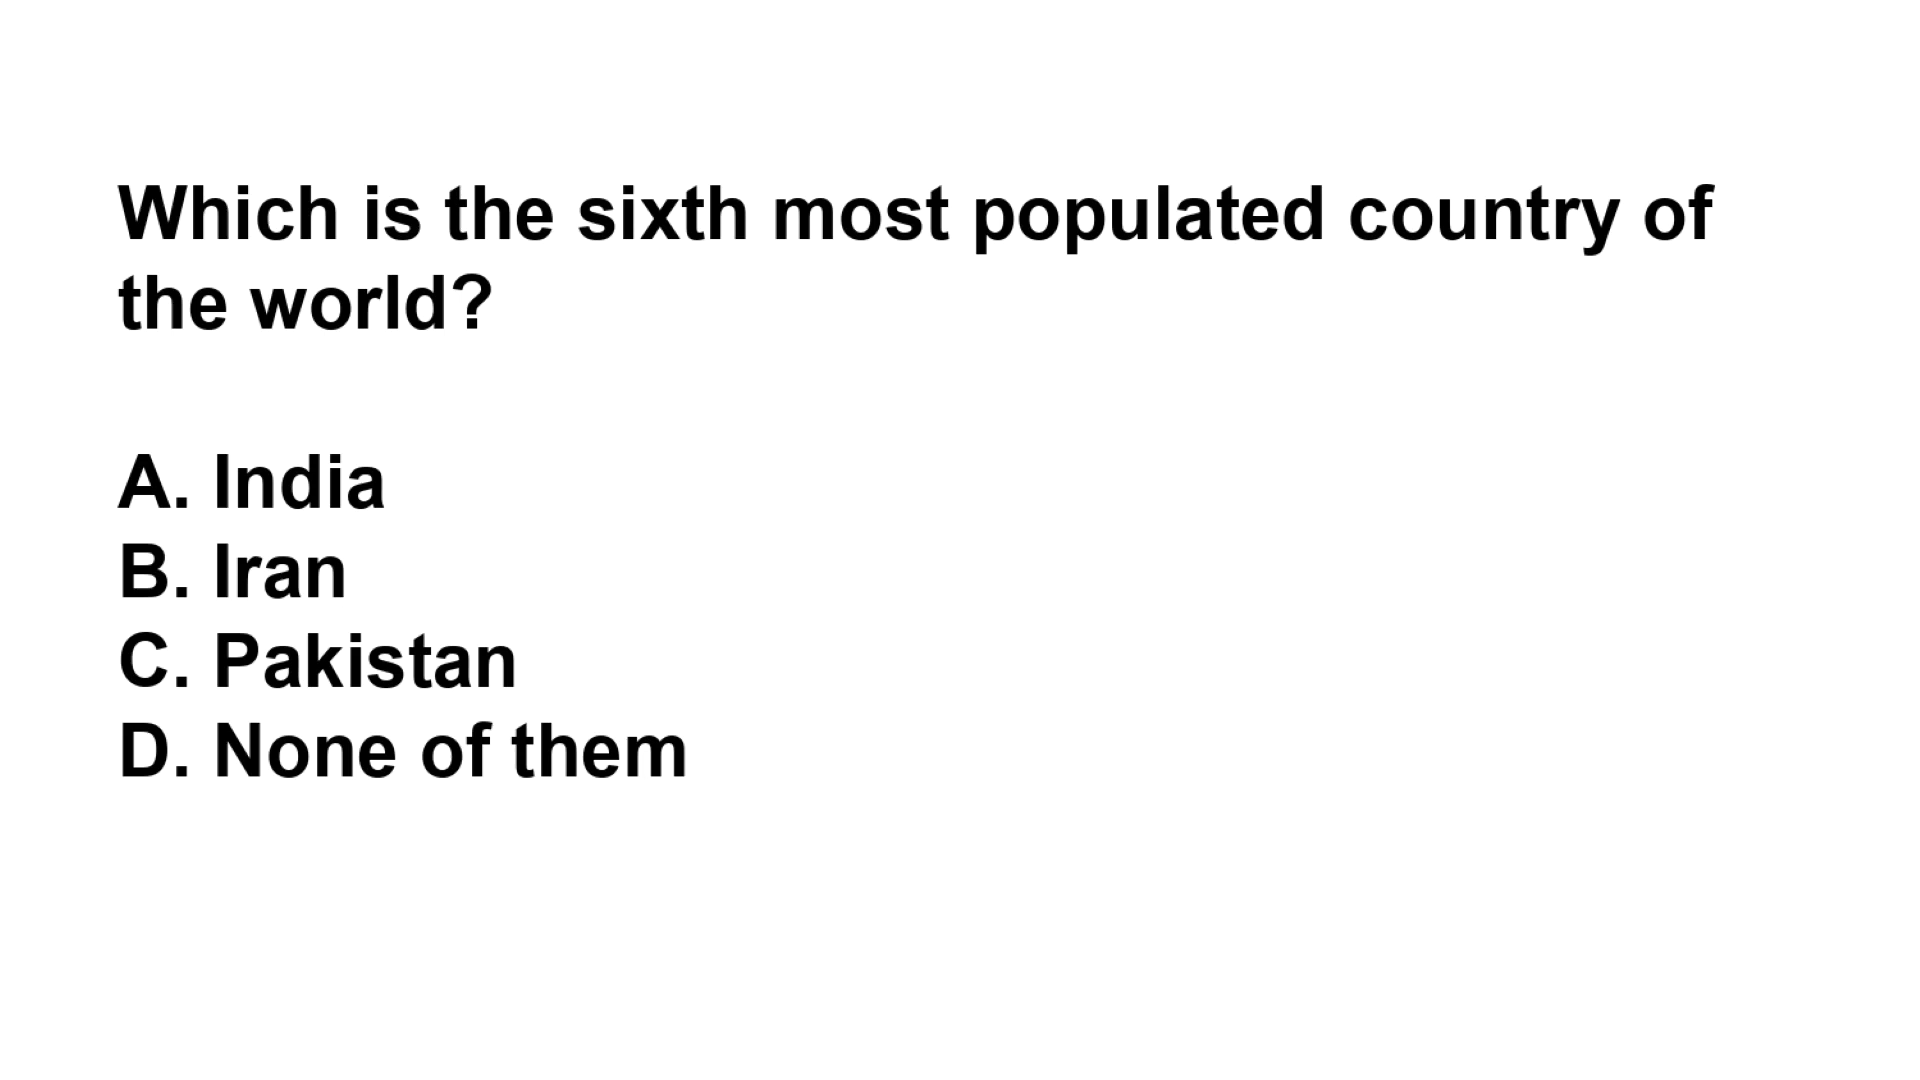 Which is the sixth most populated country of
the world?
A. India
B. Iran
C. Pakistan
D. None of them